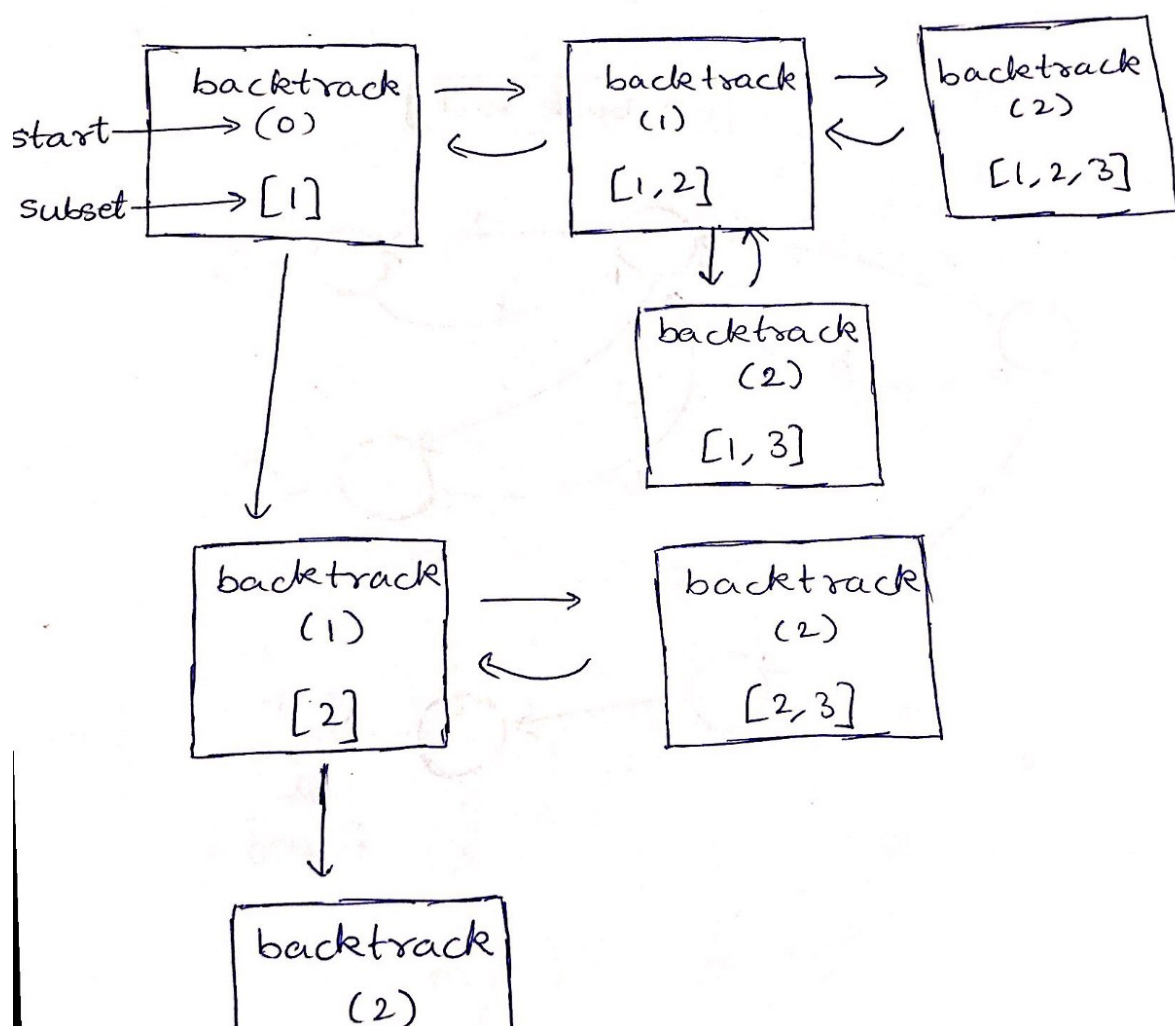 backtrack
start
(0)
subset
[1]
backtrack
(1)
[1,2]
backtrack
(2)
[1,2,3]
backtrack
(2)
[1,3]
backtrack
(1)
[2]
backtrack
(2)
[2,3]
backtrack
(2)